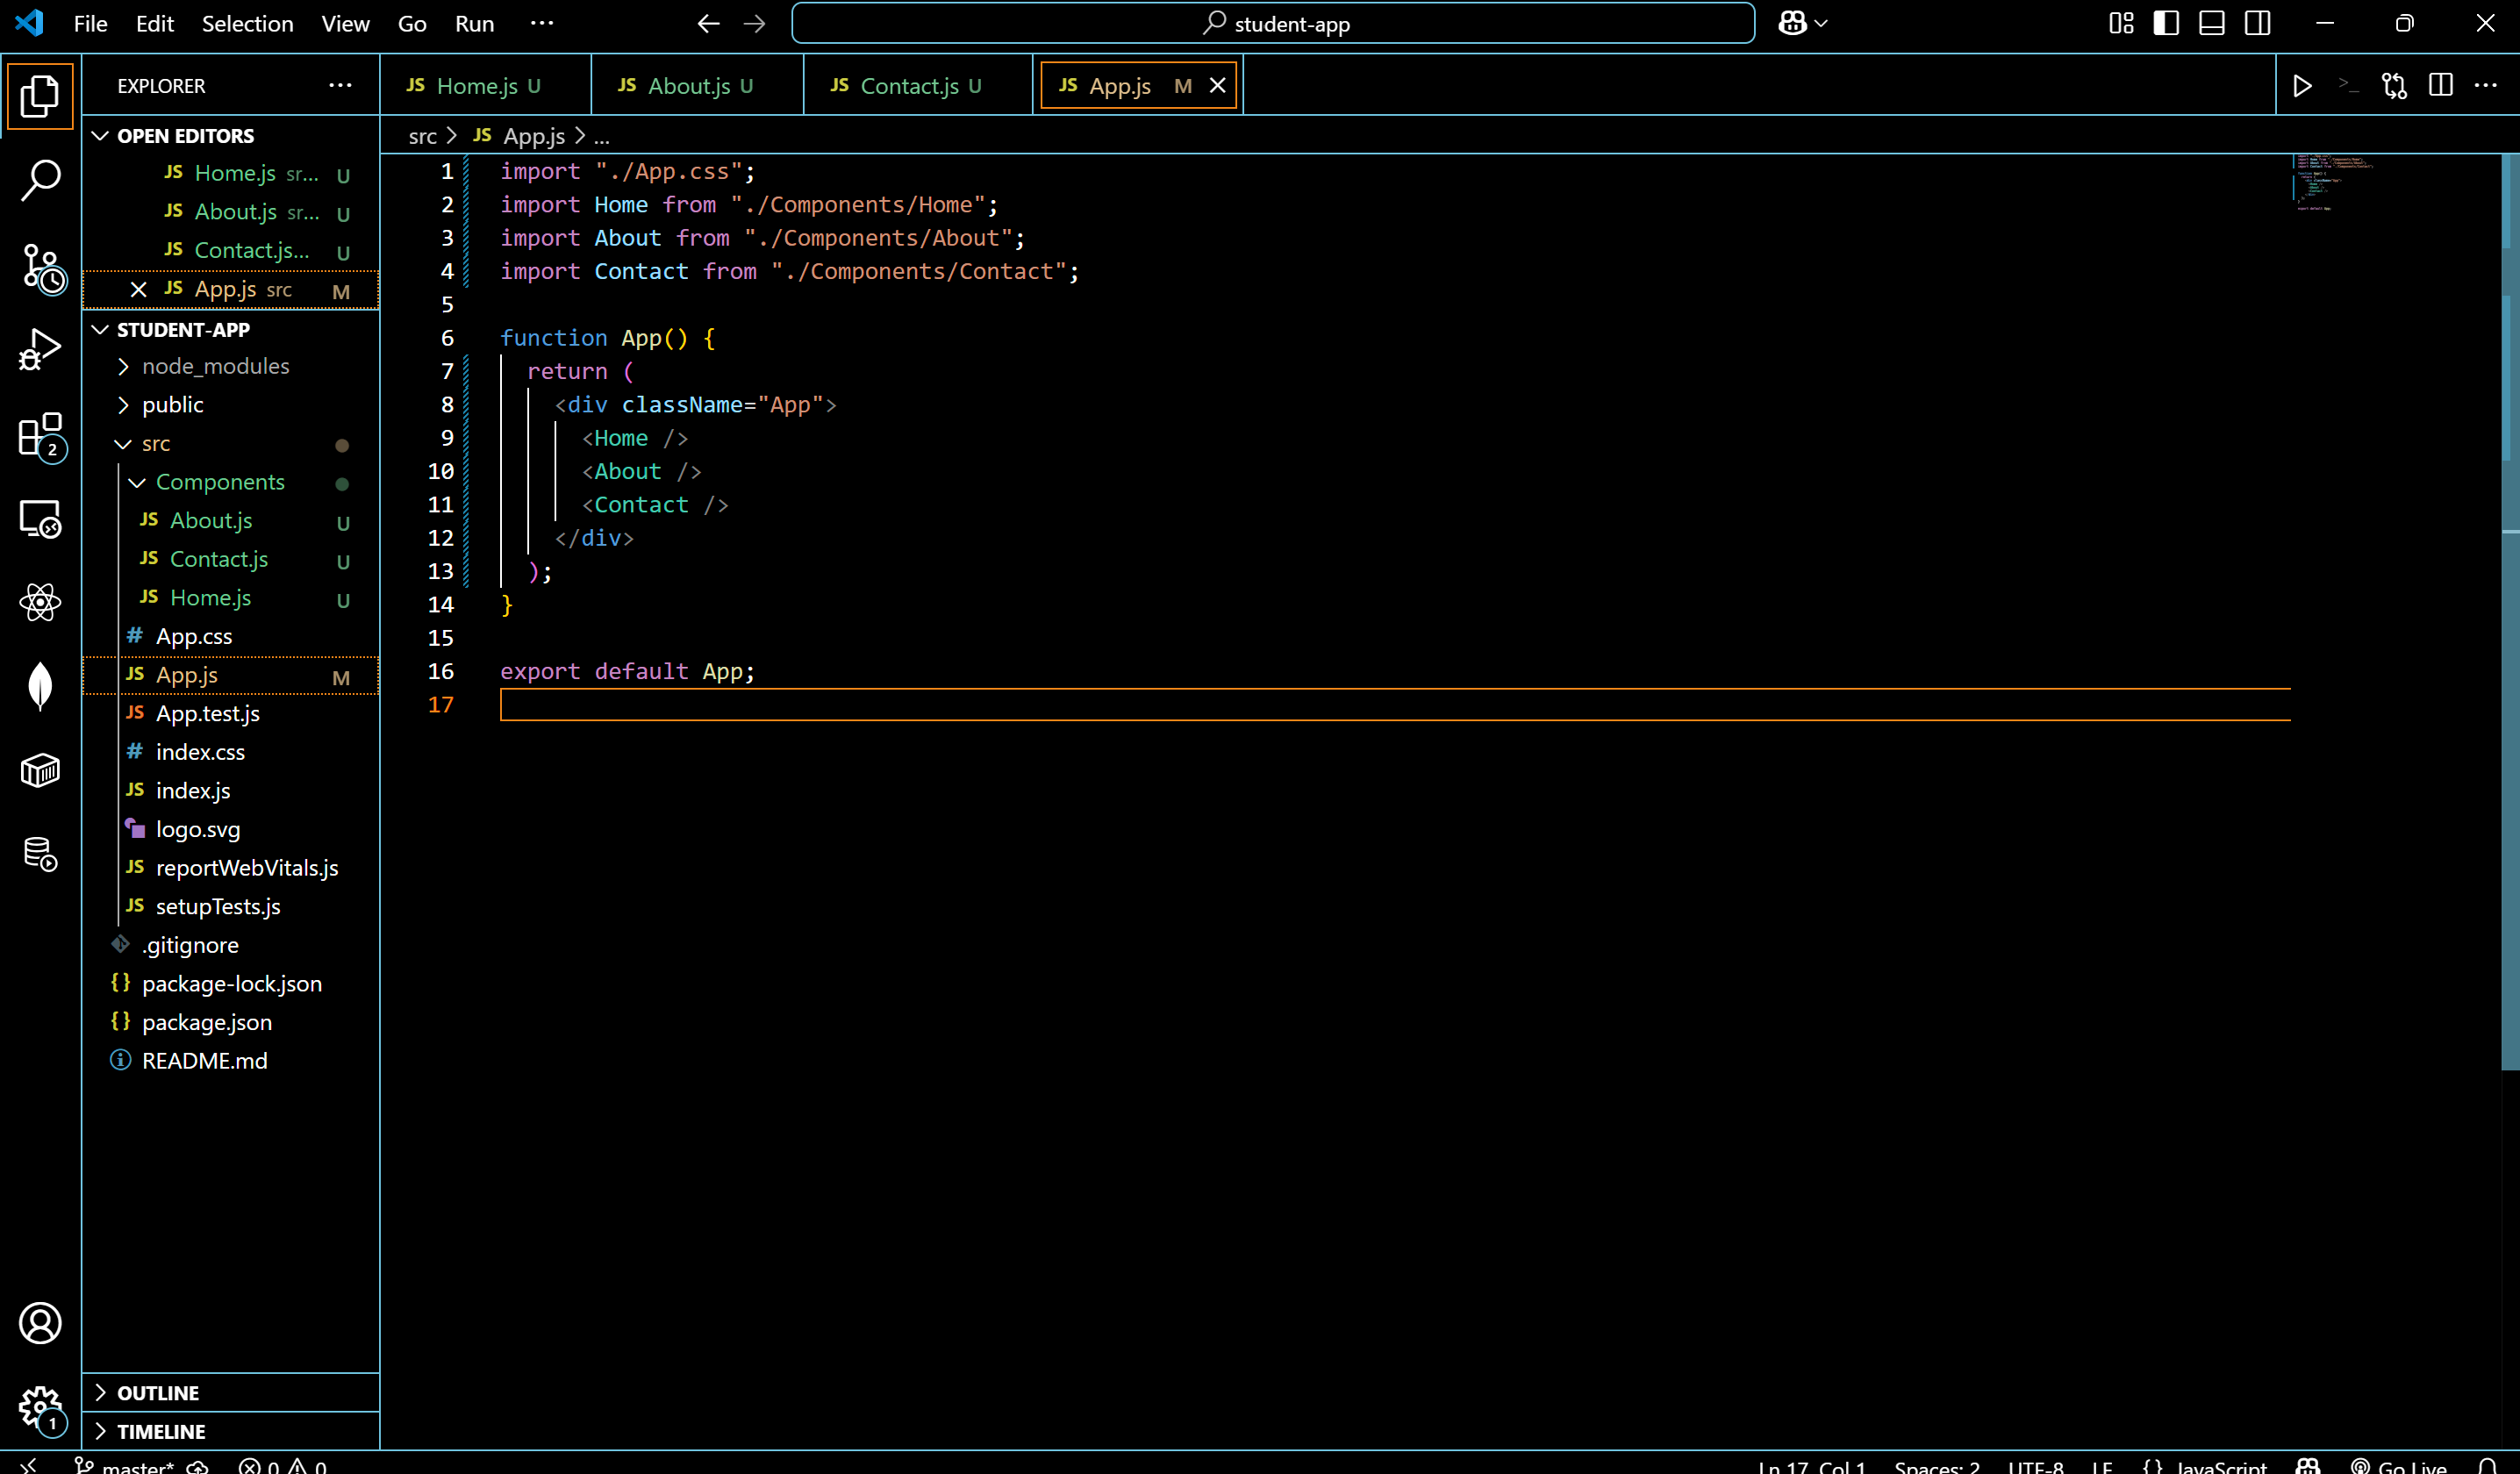 File Edit Selection View Go Run ...
student-app
EXPLORER ...
JS Home.js U
JS About.js U
JS Contact.js U
JS App.js M
OPEN EDITORS
JS Home.js sr... U
JS About.js sr... U
JS Contact.js... U
JS App.js src M
STUDENT-APP
node_modules
public
src
Components
JS About.js U
JS Contact.js U
JS Home.js U
# App.css
JS App.js M
JS App.test.js
# index.css
JS index.js
logo.svg
JS reportWebVitals.js
JS setupTests.js
.gitignore
{} package-lock.json
{} package.json
README.md
OUTLINE
TIMELINE
2
1
src > JS App.js > ...
1 import "./App.css";
2 import Home from "./Components/Home";
3 import About from "./Components/About";
4 import Contact from "./Components/Contact";
5
6 function App() {
7 return (
8 <div className="App">
9 <Home />
10 <About />
11 <Contact />
12 </div>
13 );
14 }
15
16 export default App;
17
master* 0 0
Ln 17, Col 1 Spaces: 2 UTF-8 LF {} JavaScript Go Live